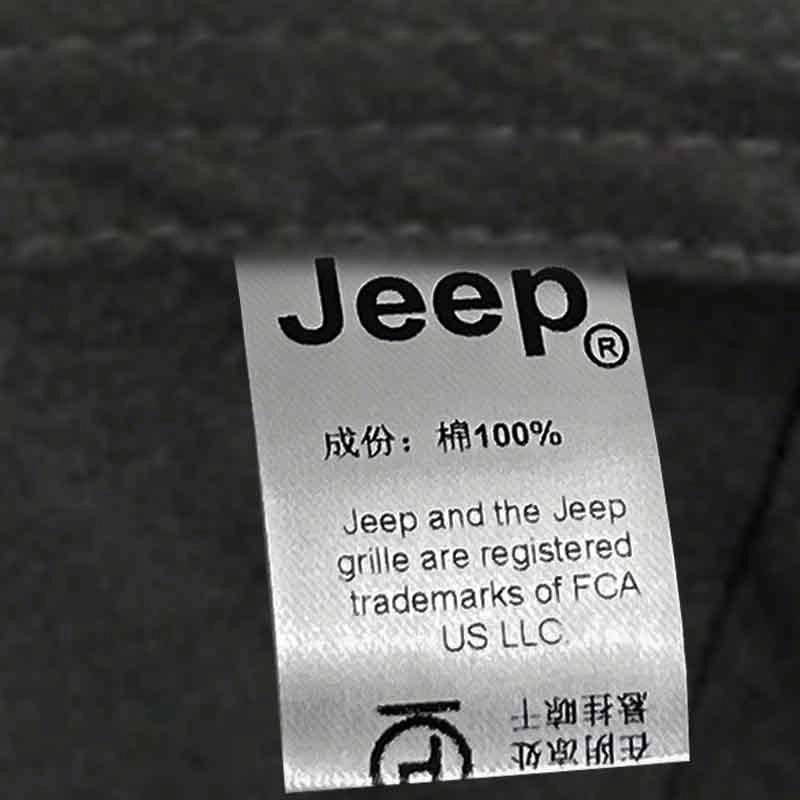 Jeep®
成份：棉100%
Jeep and the Jeep
grille are registered
trademarks of FCA
US LLC.
在阴凉处
悬挂晾干